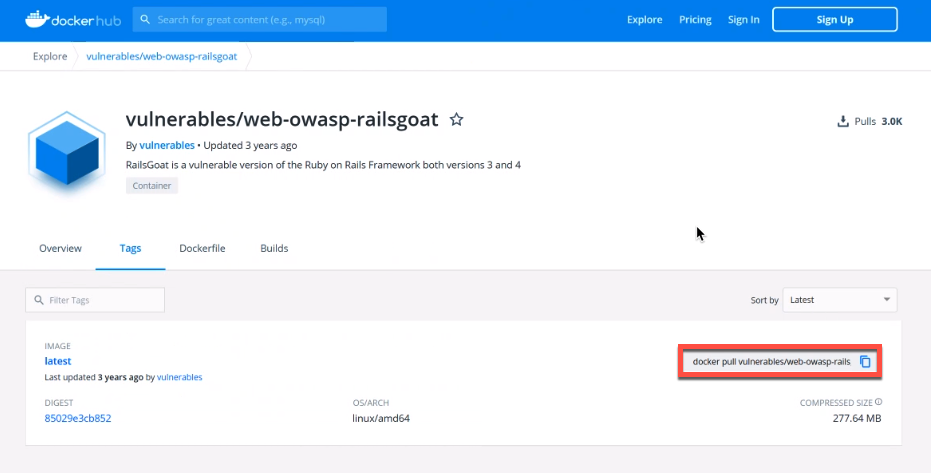 dockerhub
Search for great content (e.g., mysql)
Explore
Pricing
Sign In
Sign Up
Explore
vulnerables/web-owasp-railsgoat
vulnerables/web-owasp-railsgoat
Pulls 3.0K
By vulnerables • Updated 3 years ago
RailsGoat is a vulnerable version of the Ruby on Rails Framework both versions 3 and 4
Container
Overview
Tags
Dockerfile
Builds
Filter Tags
Sort by
Latest
IMAGE
latest
Last updated 3 years ago by vulnerables
docker pull vulnerables/web-owasp-rails
DIGEST
OS/ARCH
COMPRESSED SIZE
85029e3cb852
linux/amd64
277.64 MB